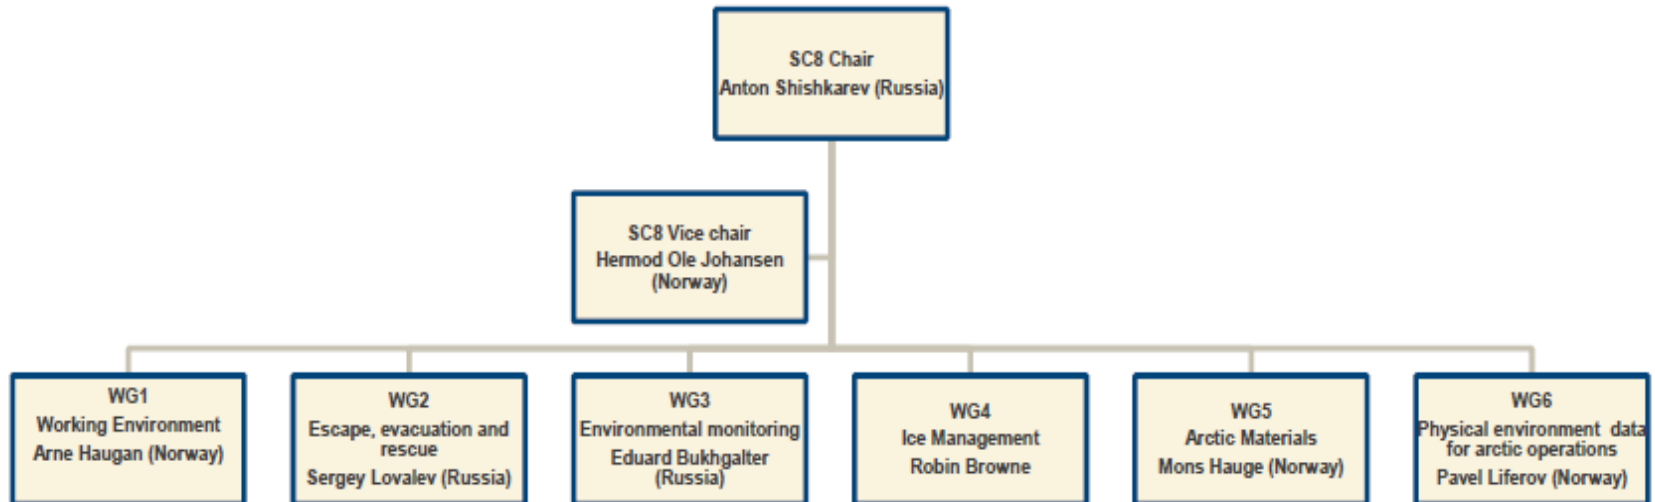 SC8 Chair
Anton Shishkarev (Russia)
SC8 Vice chair
Hermod Ole Johansen
(Norway)
WG1
Working Environment
Arne Haugan (Norway)
WG2
Escape, evacuation and
rescue
Sergey Lovalev (Russia)
WG3
Environmental monitoring
Eduard Bukhgalter
(Russia)
WG4
Ice Management
Robin Browne
WG5
Arctic Materials
Mons Hauge (Norway)
WG6
Physical environment data
for arctic operations
Pavel Liferov (Norway)